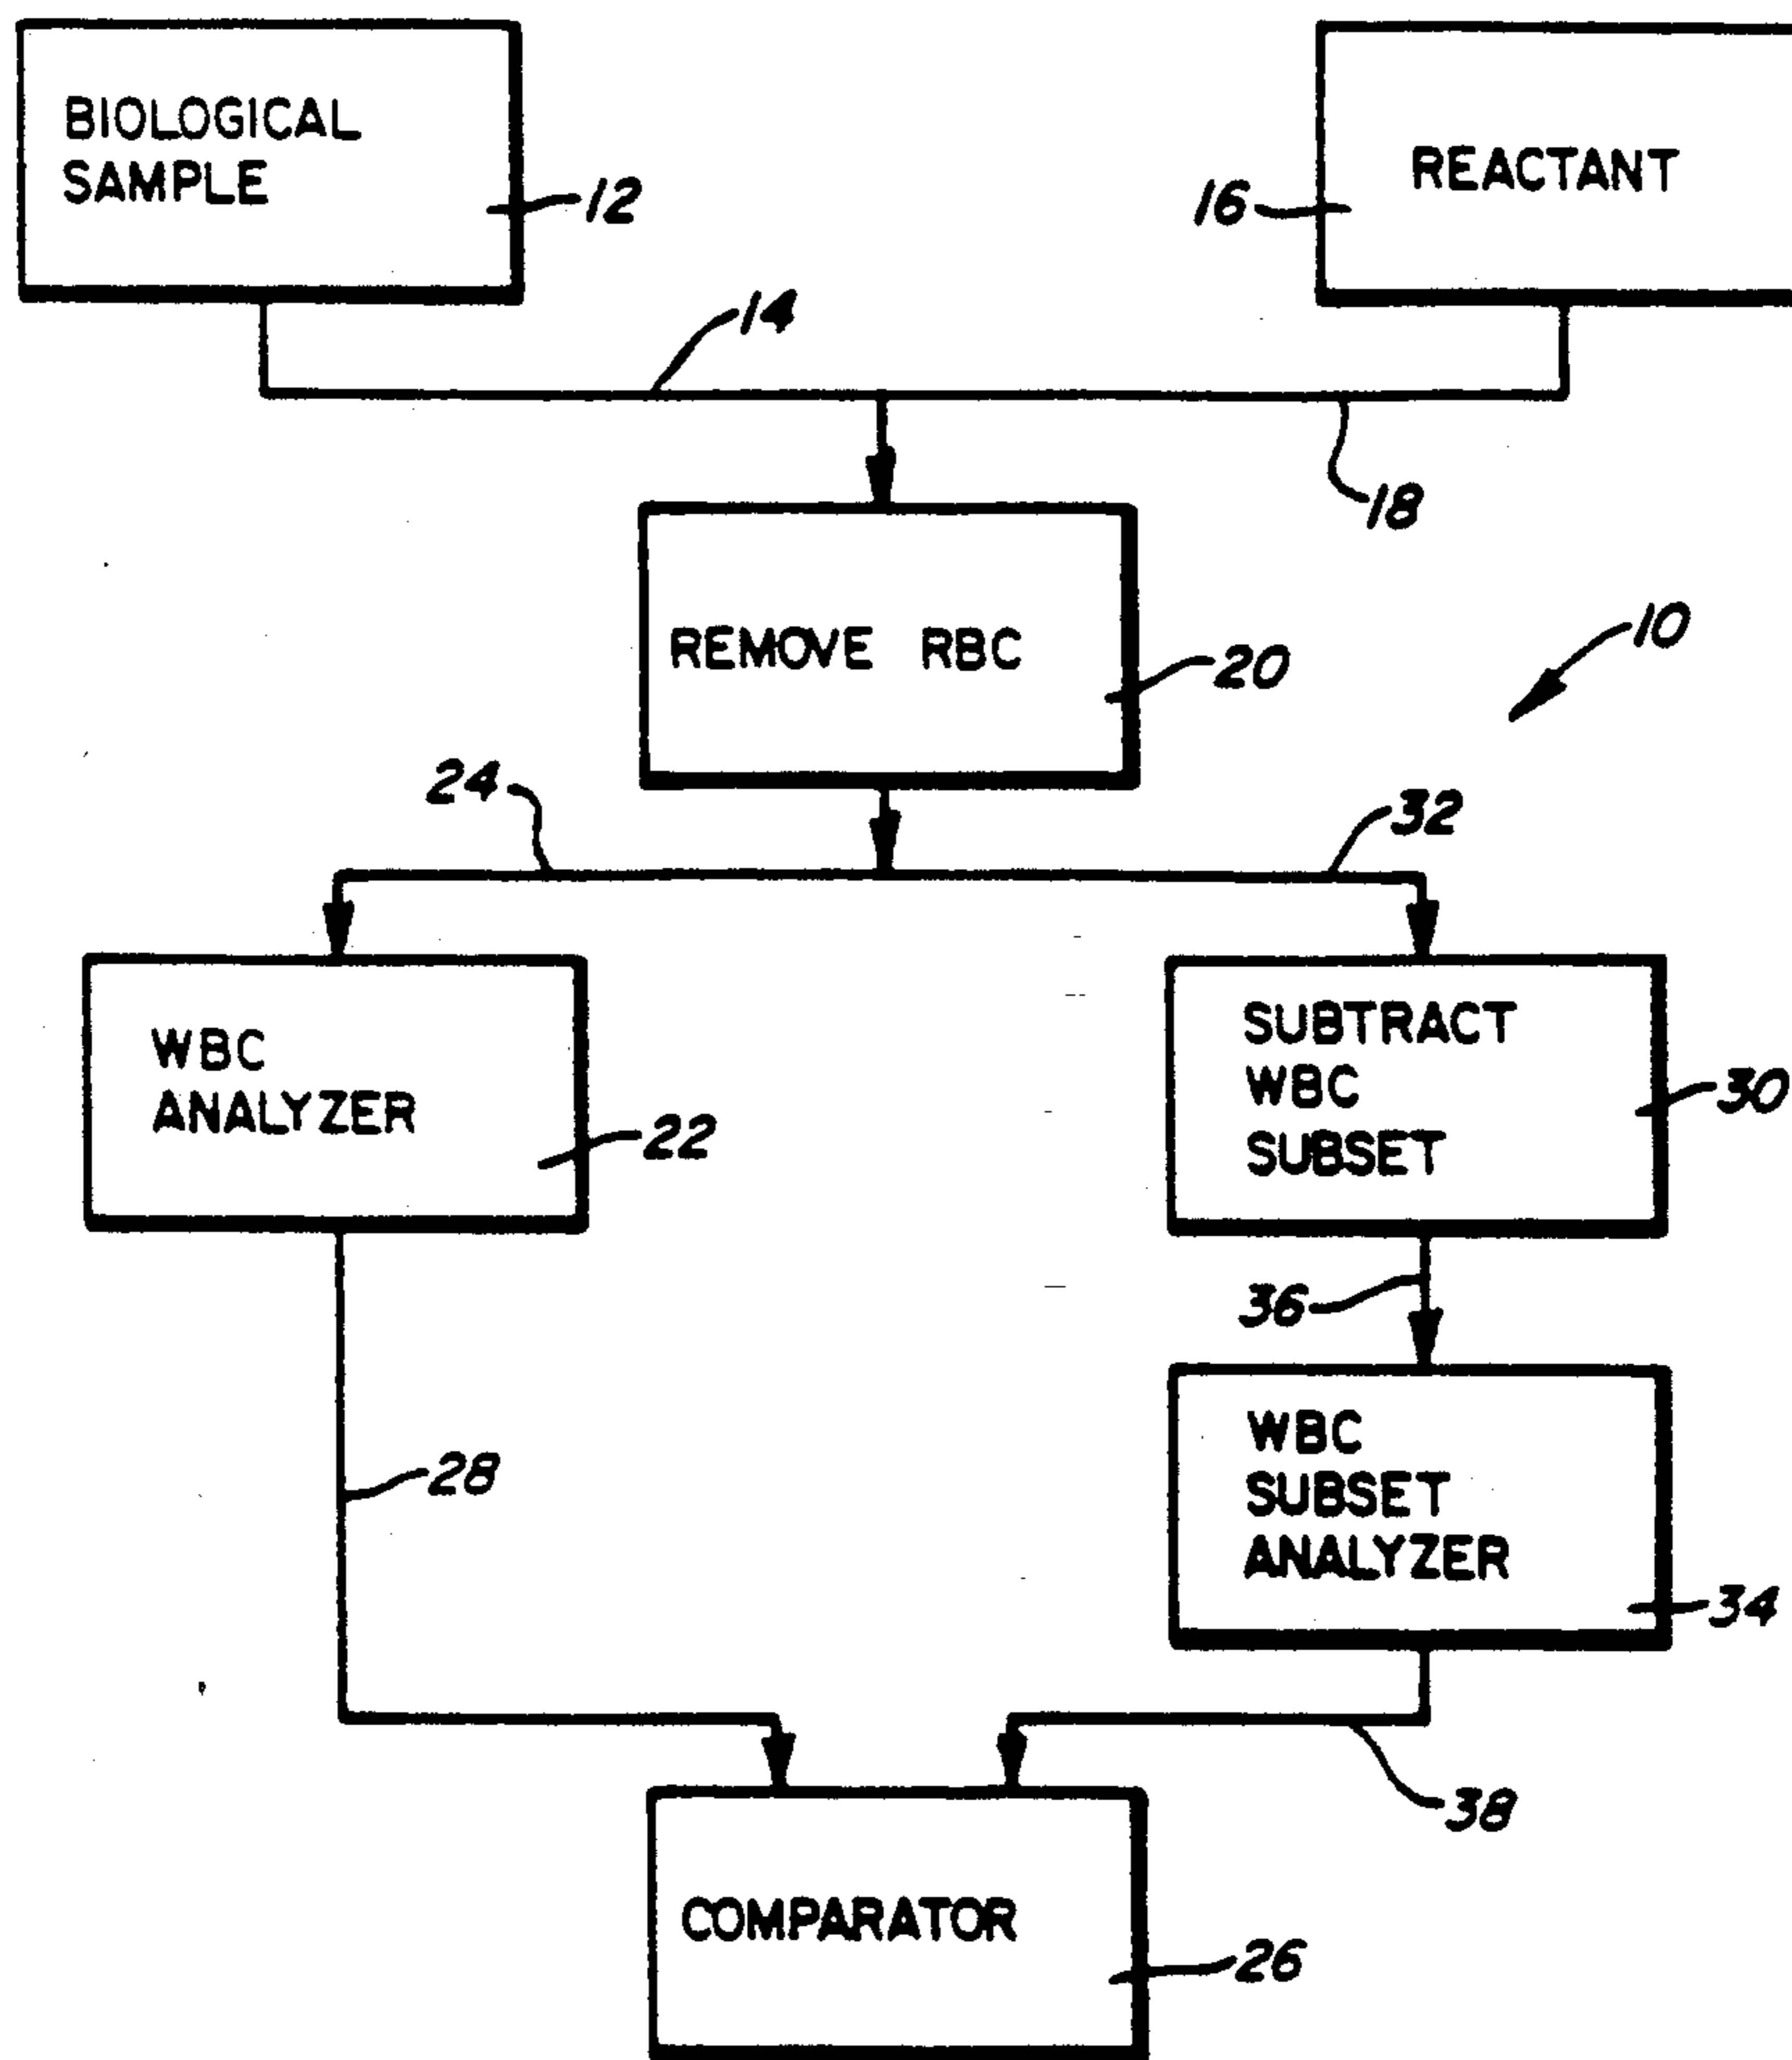 BIOLOGICAL
SAMPLE
12
REACTANT
16
14
18
REMOVE RBC
20
10
24
32
WBC
ANALYZER
22
SUBTRACT
WBC
SUBSET
30
36
WBC
SUBSET
ANALYZER
34
28
38
COMPARATOR
26